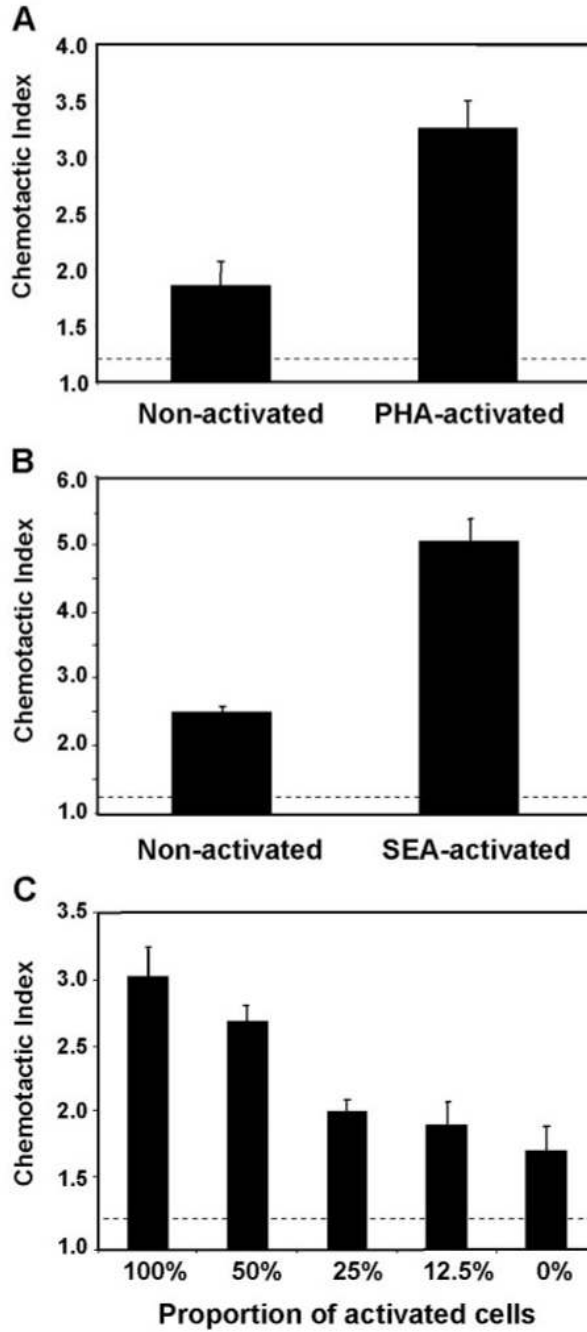 A
Chemotactic Index
4.0
3.5
3.0
2.5
2.0
1.5
1.0
Non-activated PHA-activated
B
Chemotactic Index
6.0
5.0
4.0
3.0
2.0
1.0
Non-activated SEA-activated
C
Chemotactic Index
3.5
3.0
2.5
2.0
1.5
1.0
100% 50% 25% 12.5% 0%
Proportion of activated cells